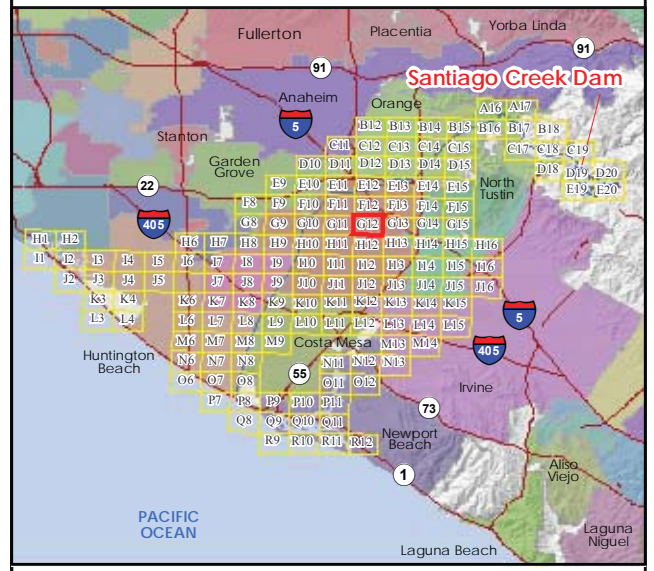 Yorba Linda
Fullerton
Placentia
91
91
Santiago Creek Dam
Anaheim
Orange
A16 A17
5
B12 B13 B14 B15 B16 B17 B18
Stanton
C11 C12 C13 C14 C15 C17 C18 C19
Garden
Grove
D10 D11 D12 D13 D14 D15 D18 D19 D20
22
E9 E10 E11 E12 E13 E14 E15 E19 E20
North
Tustin
F8 F9 F10 F11 F12 F13 F14 F15
405
G8 G9 G10 G11 G12 G13 G14 G15
H1 H2 H6 H7 H8 H9 H10 H11 H12 H13 H14 H15 H16
I1 I2 I3 I4 I5 I6 I7 I8 I9 I10 I11 I12 I13 I14 I15 I16
J2 J3 J4 J5 J7 J8 J9 J10 J11 J12 J13 J14 J15 J16
K3 K4 K6 K7 K8 K9 K10 K11 K12 K13 K14 K15
5
L3 L4 L6 L7 L8 L9 L10 L11 L12 L13 L14 L15
M6 M7 M8 M9 Costa Mesa M13 M14
405
Huntington
Beach
N6 N7 N8 N11 N12 N13
55
O6 O7 O8 O11 O12
Irvine
P7 P8 P9 P10 P11
73
Q8 Q9 Q10 Q11
Newport
Beach
R9 R10 R11 R12
1
Aliso
Viejo
PACIFIC
OCEAN
Laguna
Niguel
Laguna Beach